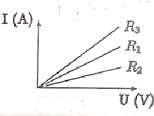 I (A)
R₃
R₁
R₂
U (V)